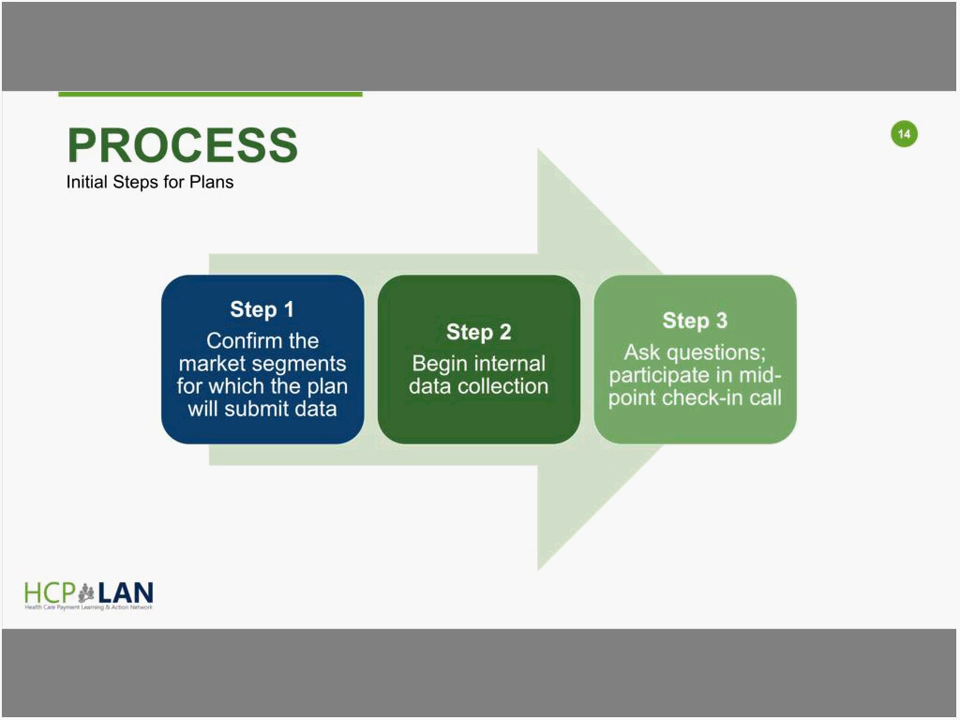 PROCESS
Initial Steps for Plans
14
Step 1
Confirm the
market segments
for which the plan
will submit data
Step 2
Begin internal
data collection
Step 3
Ask questions;
participate in mid-
point check-in call
HCP LAN
Health Care Payment Learning & Action Network